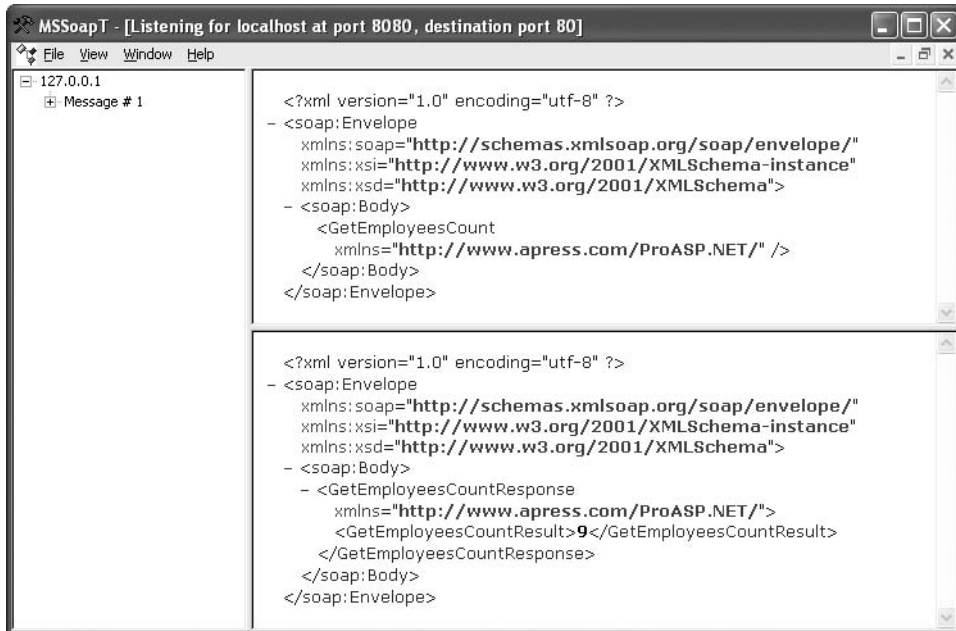 MSSoapT - [Listening for localhost at port 8080, destination port 80]
File View Window Help
127.0.0.1
Message # 1
<?xml version="1.0" encoding="utf-8" ?>
– <soap:Envelope
xmlns:soap="http://schemas.xmlsoap.org/soap/envelope/"
xmlns:xsi="http://www.w3.org/2001/XMLSchema-instance"
xmlns:xsd="http://www.w3.org/2001/XMLSchema">
– <soap:Body>
<GetEmployeesCount
xmlns="http://www.apress.com/ProASP.NET/" />
</soap:Body>
</soap:Envelope>
<?xml version="1.0" encoding="utf-8" ?>
– <soap:Envelope
xmlns:soap="http://schemas.xmlsoap.org/soap/envelope/"
xmlns:xsi="http://www.w3.org/2001/XMLSchema-instance"
xmlns:xsd="http://www.w3.org/2001/XMLSchema">
– <soap:Body>
– <GetEmployeesCountResponse
xmlns="http://www.apress.com/ProASP.NET/">
<GetEmployeesCountResult>9</GetEmployeesCountResult>
</GetEmployeesCountResponse>
</soap:Body>
</soap:Envelope>